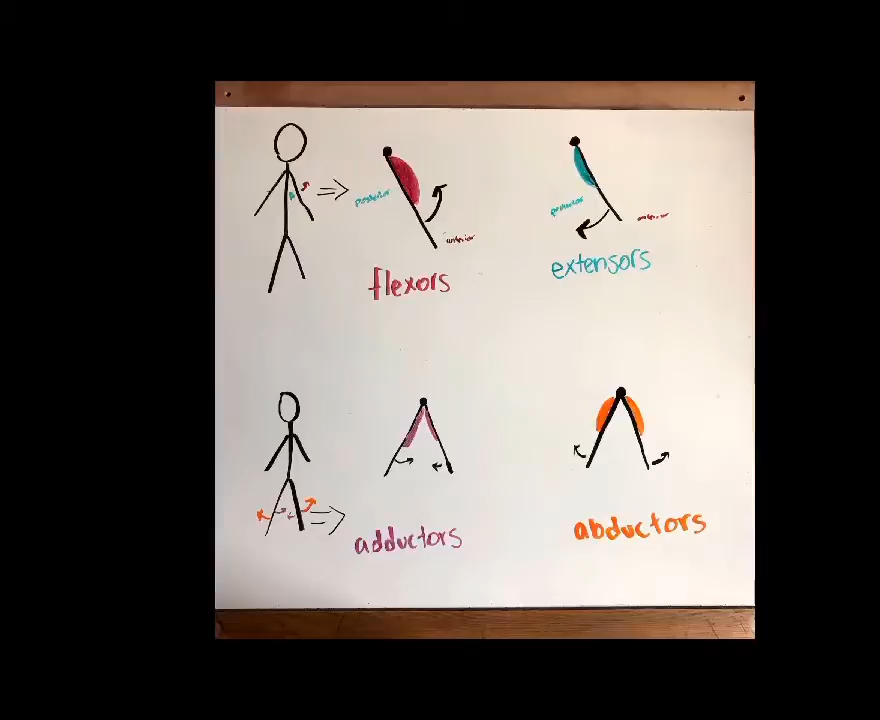 posterior
anterior
flexors
posterior
anterior
extensors
adductors
abductors